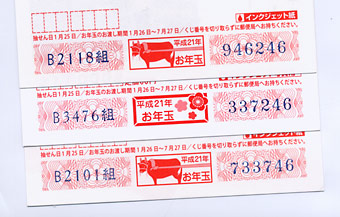 インクジェット紙
抽せん日1月25日/お年玉のお渡し期間1月26日～7月27日/くじ番号を切り取らずに郵便局へお持ちください。
B2118組
平成21年
お年玉
946246
抽せん日1月25日/お年玉のお渡し期間1月26日～7月27日/くじ番号を切り取らずに郵便局へお持ちください。
B3476組
平成21年
お年玉
337246
インクジェット紙
抽せん日1月25日/お年玉のお渡し期間1月26日～7月27日/くじ番号を切り取らずに郵便局へお持ちください。
B2101組
平成21年
お年玉
733746